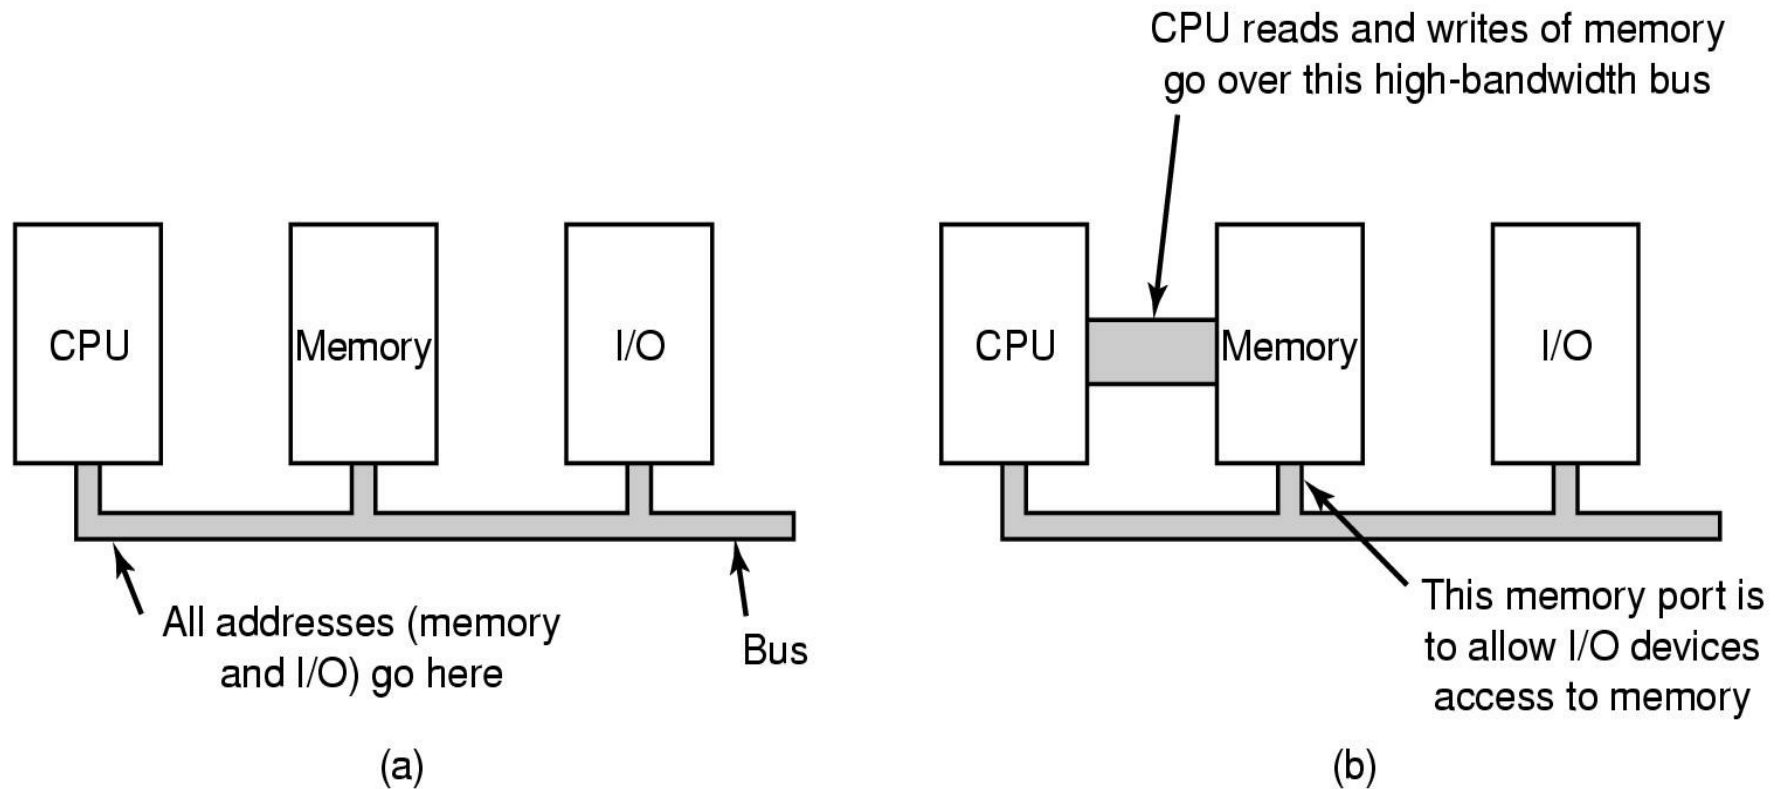 CPU reads and writes of memory
go over this high-bandwidth bus
CPU
Memory
I/O
CPU
Memory
I/O
All addresses (memory
and I/O) go here
Bus
This memory port is
to allow I/O devices
access to memory
(a)
(b)